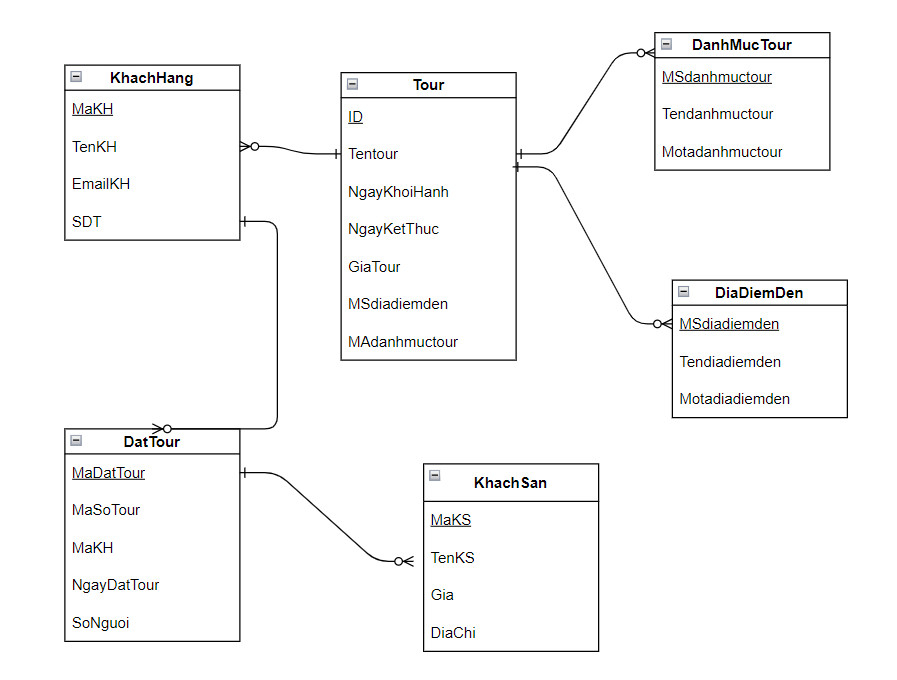 KhachHang
MaKH
TenKH
EmailKH
SDT
Tour
ID
Tentour
NgayKhoiHanh
NgayKetThuc
GiaTour
MSdiadiemden
MAdanhmuctour
DanhMucTour
MSdanhmuctour
Tendanhmuctour
Motadanhmuctour
DiaDiemDen
MSdiadiemden
Tendiadiemden
Motadiadiemden
DatTour
MaDatTour
MaSoTour
MaKH
NgayDatTour
SoNguoi
KhachSan
MaKS
TenKS
Gia
DiaChi